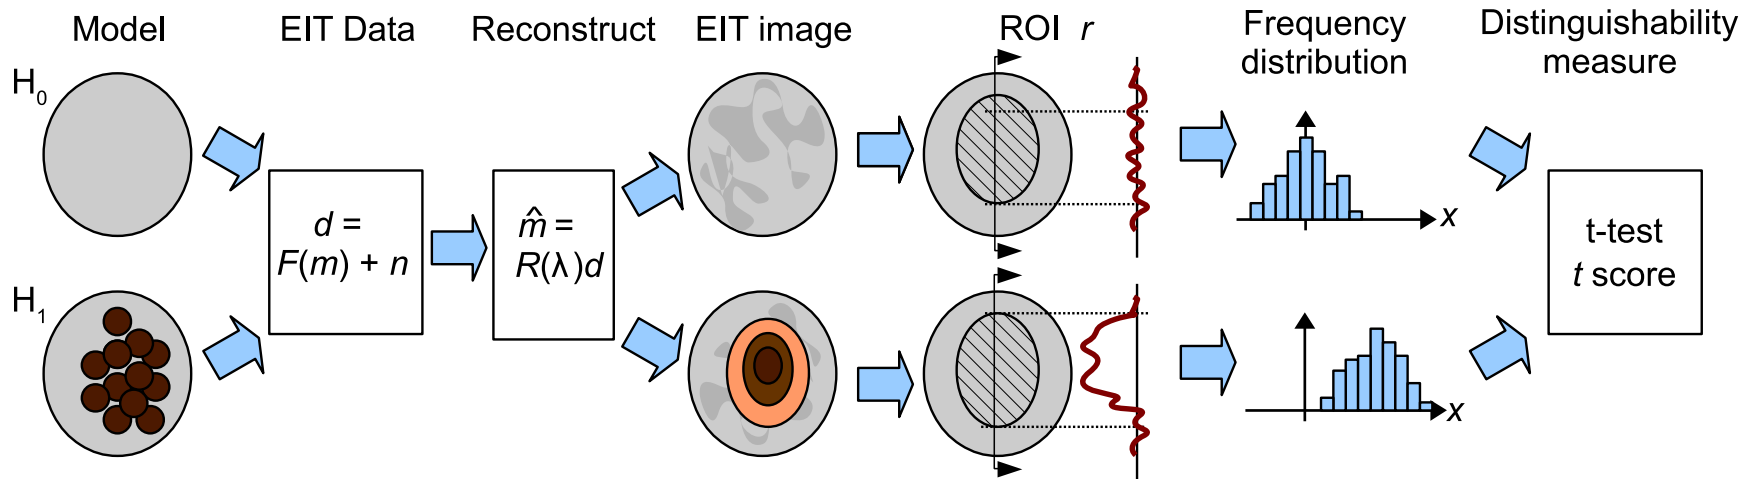 Model
EIT Data
Reconstruct
EIT image
ROI r
Frequency
distribution
Distinguishability
measure
H0
H1
d =
F(m) + n
m̂ =
R(λ)d
x
x
t-test
t score